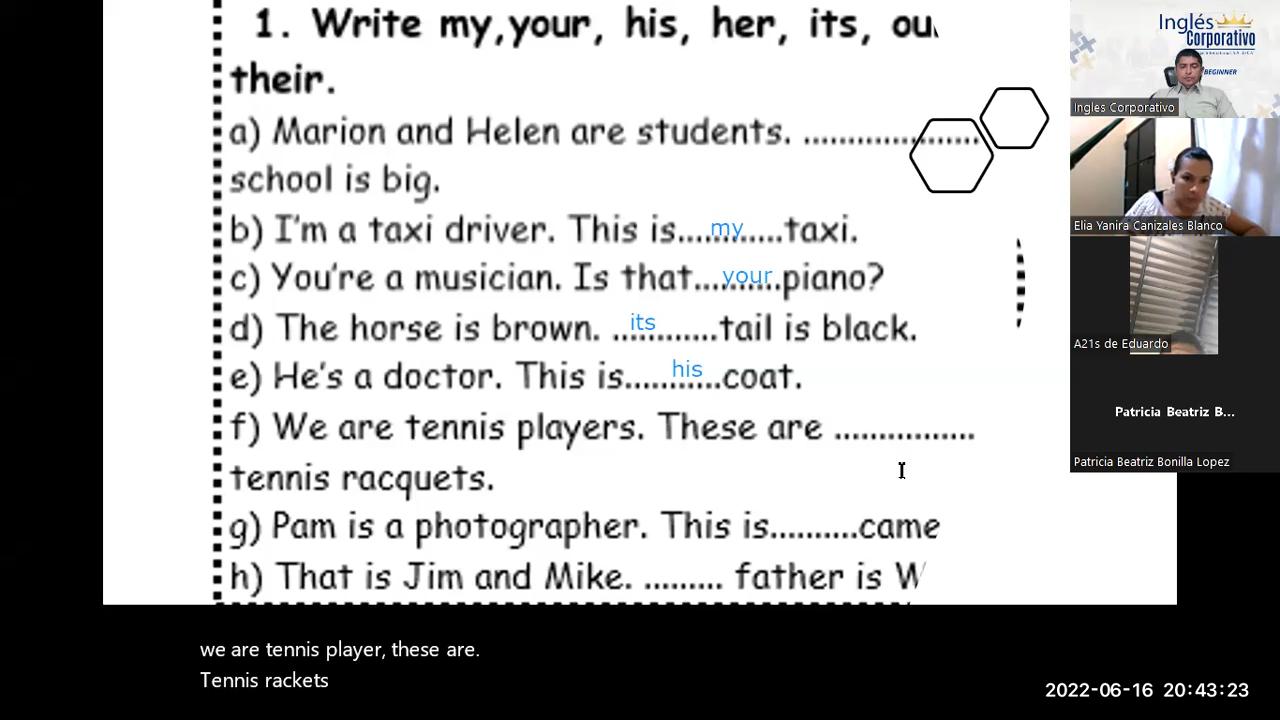 1. Write my,your, his, her, its, ou
their.
a) Marion and Helen are students. ........................
school is big.
b) I'm a taxi driver. This is..............taxi.
my
c) You're a musician. Is that............piano?
your
d) The horse is brown. ............tail is black.
its
e) He's a doctor. This is.............coat.
his
f) We are tennis players. These are ................
tennis racquets.
g) Pam is a photographer. This is..........came
h) That is Jim and Mike. ......... father is W
we are tennis player, these are.
Tennis rackets
2022-06-16 20:43:23
Inglés
Corporativo
BEGINNER
Ingles Corporativo
Elia Yanira Canizales Blanco
A21s de Eduardo
Patricia Beatriz B...
Patricia Beatriz Bonilla Lopez